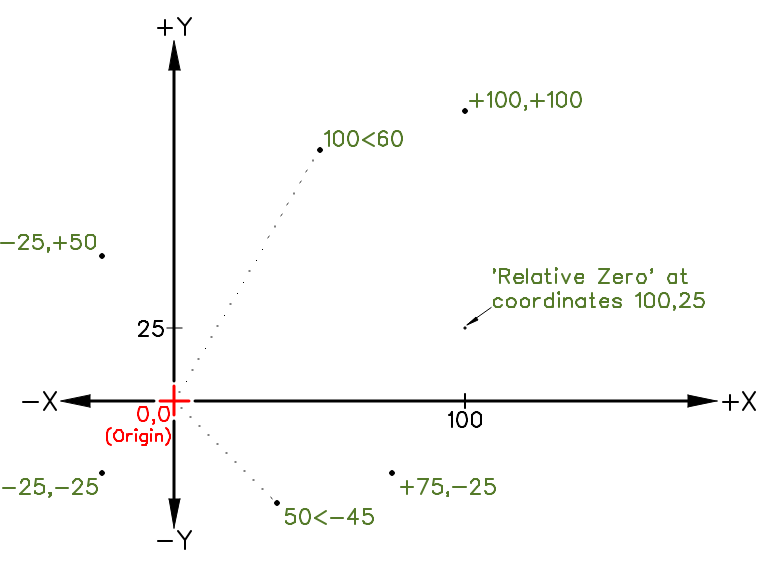 +Y
+100,+100
100<60
-25,+50
'Relative Zero' at
coordinates 100,25
25
-X
+X
0,0
(Origin)
100
-25,-25
+75,-25
50<-45
-Y